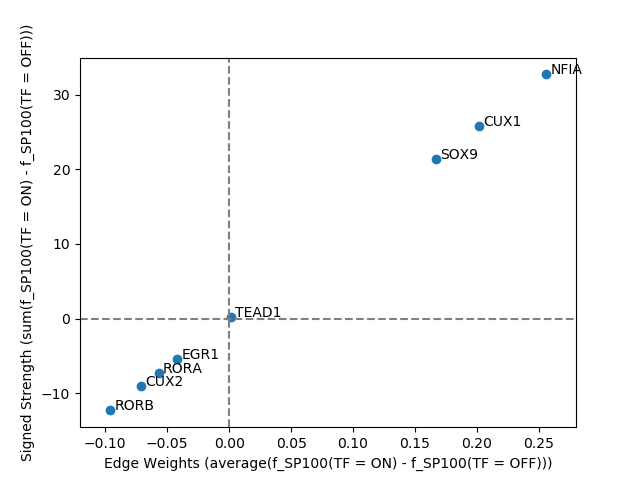 NFIA
CUX1
SOX9
TEAD1
EGR1
RORA
CUX2
RORB
30
20
10
0
−10
−0.10 −0.05 0.00 0.05 0.10 0.15 0.20 0.25
Edge Weights (average(f_SP100(TF = ON) - f_SP100(TF = OFF)))
Signed Strength (sum(f_SP100(TF = ON) - f_SP100(TF = OFF)))